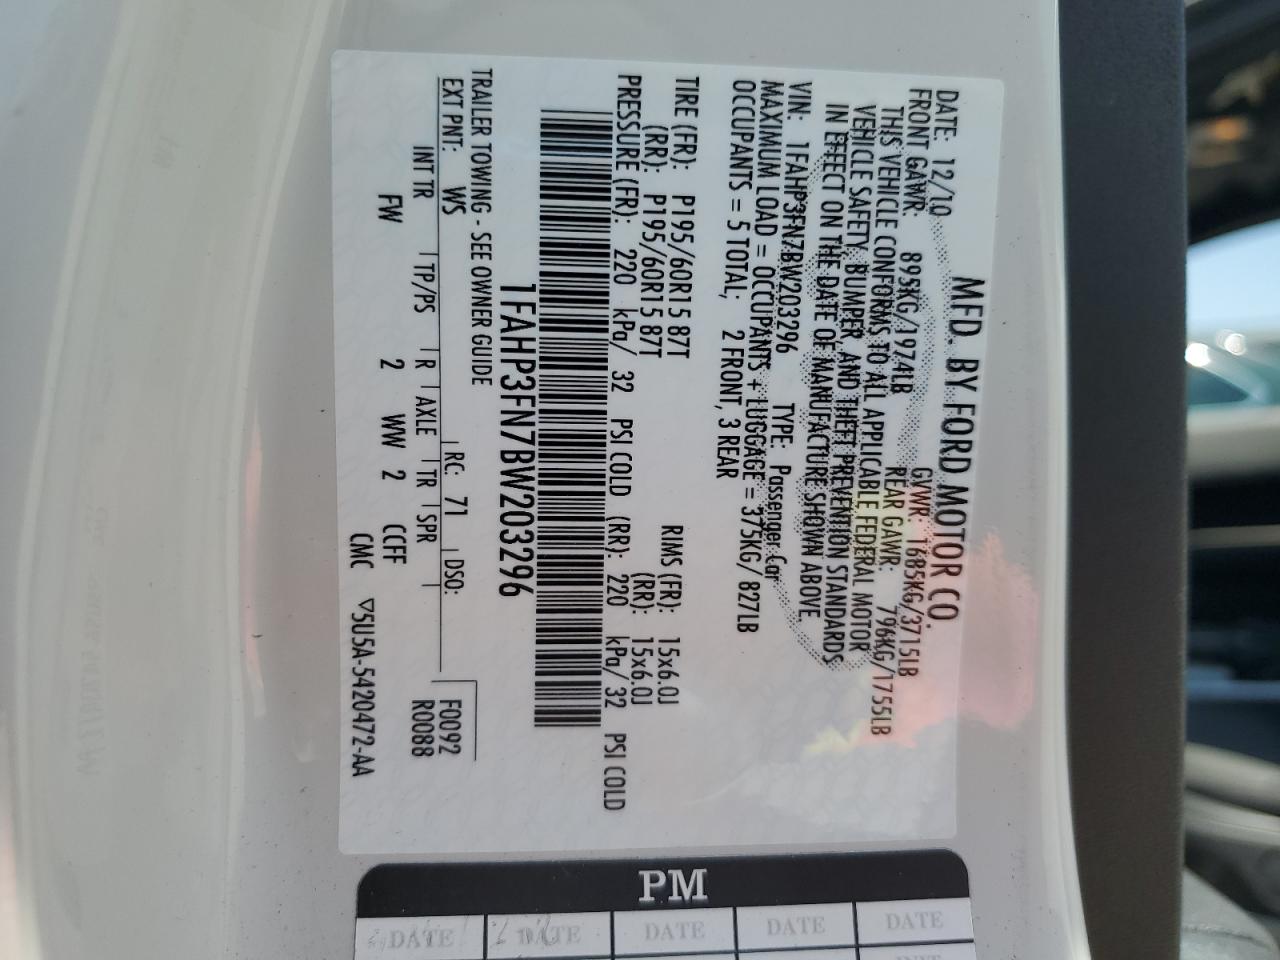 MFD. BY FORD MOTOR CO.
DATE: 12/10 GVWR: 1685KG/3715LB
FRONT GAWR: 895KG/1974LB REAR GAWR: 796KG/1755LB
THIS VEHICLE CONFORMS TO ALL APPLICABLE FEDERAL MOTOR
VEHICLE SAFETY, BUMPER, AND THEFT PREVENTION STANDARDS
IN EFFECT ON THE DATE OF MANUFACTURE SHOWN ABOVE.
VIN: 1FAHP3FN7BW203296 TYPE: Passenger Car
MAXIMUM LOAD = OCCUPANTS + LUGGAGE = 375KG/ 827LB
OCCUPANTS = 5 TOTAL, 2 FRONT, 3 REAR
TIRE (FR): P195/60R15 87T RIMS (FR): 15x6.0J
(RR): P195/60R15 87T (RR): 15x6.0J
PRESSURE (FR): 220 kPa/ 32 PSI COLD (RR): 220 kPa/ 32 PSI COLD
1FAHP3FN7BW203296
TRAILER TOWING - SEE OWNER GUIDE
EXT PNT: WS RC: 71 DSO: F0092
INT TR TP/PS R AXLE TR SPR R0088
FW 2 WW 2 CCFF
CMC ▽5U5A-5420472-AA
PM
DATE DATE DATE DATE DATE